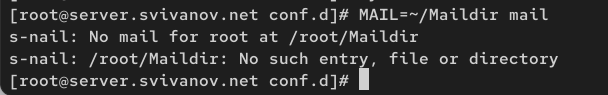 [root@server.svivanov.net conf.d]# MAIL=~/Maildir mail
s-nail: No mail for root at /root/Maildir
s-nail: /root/Maildir: No such entry, file or directory
[root@server.svivanov.net conf.d]#